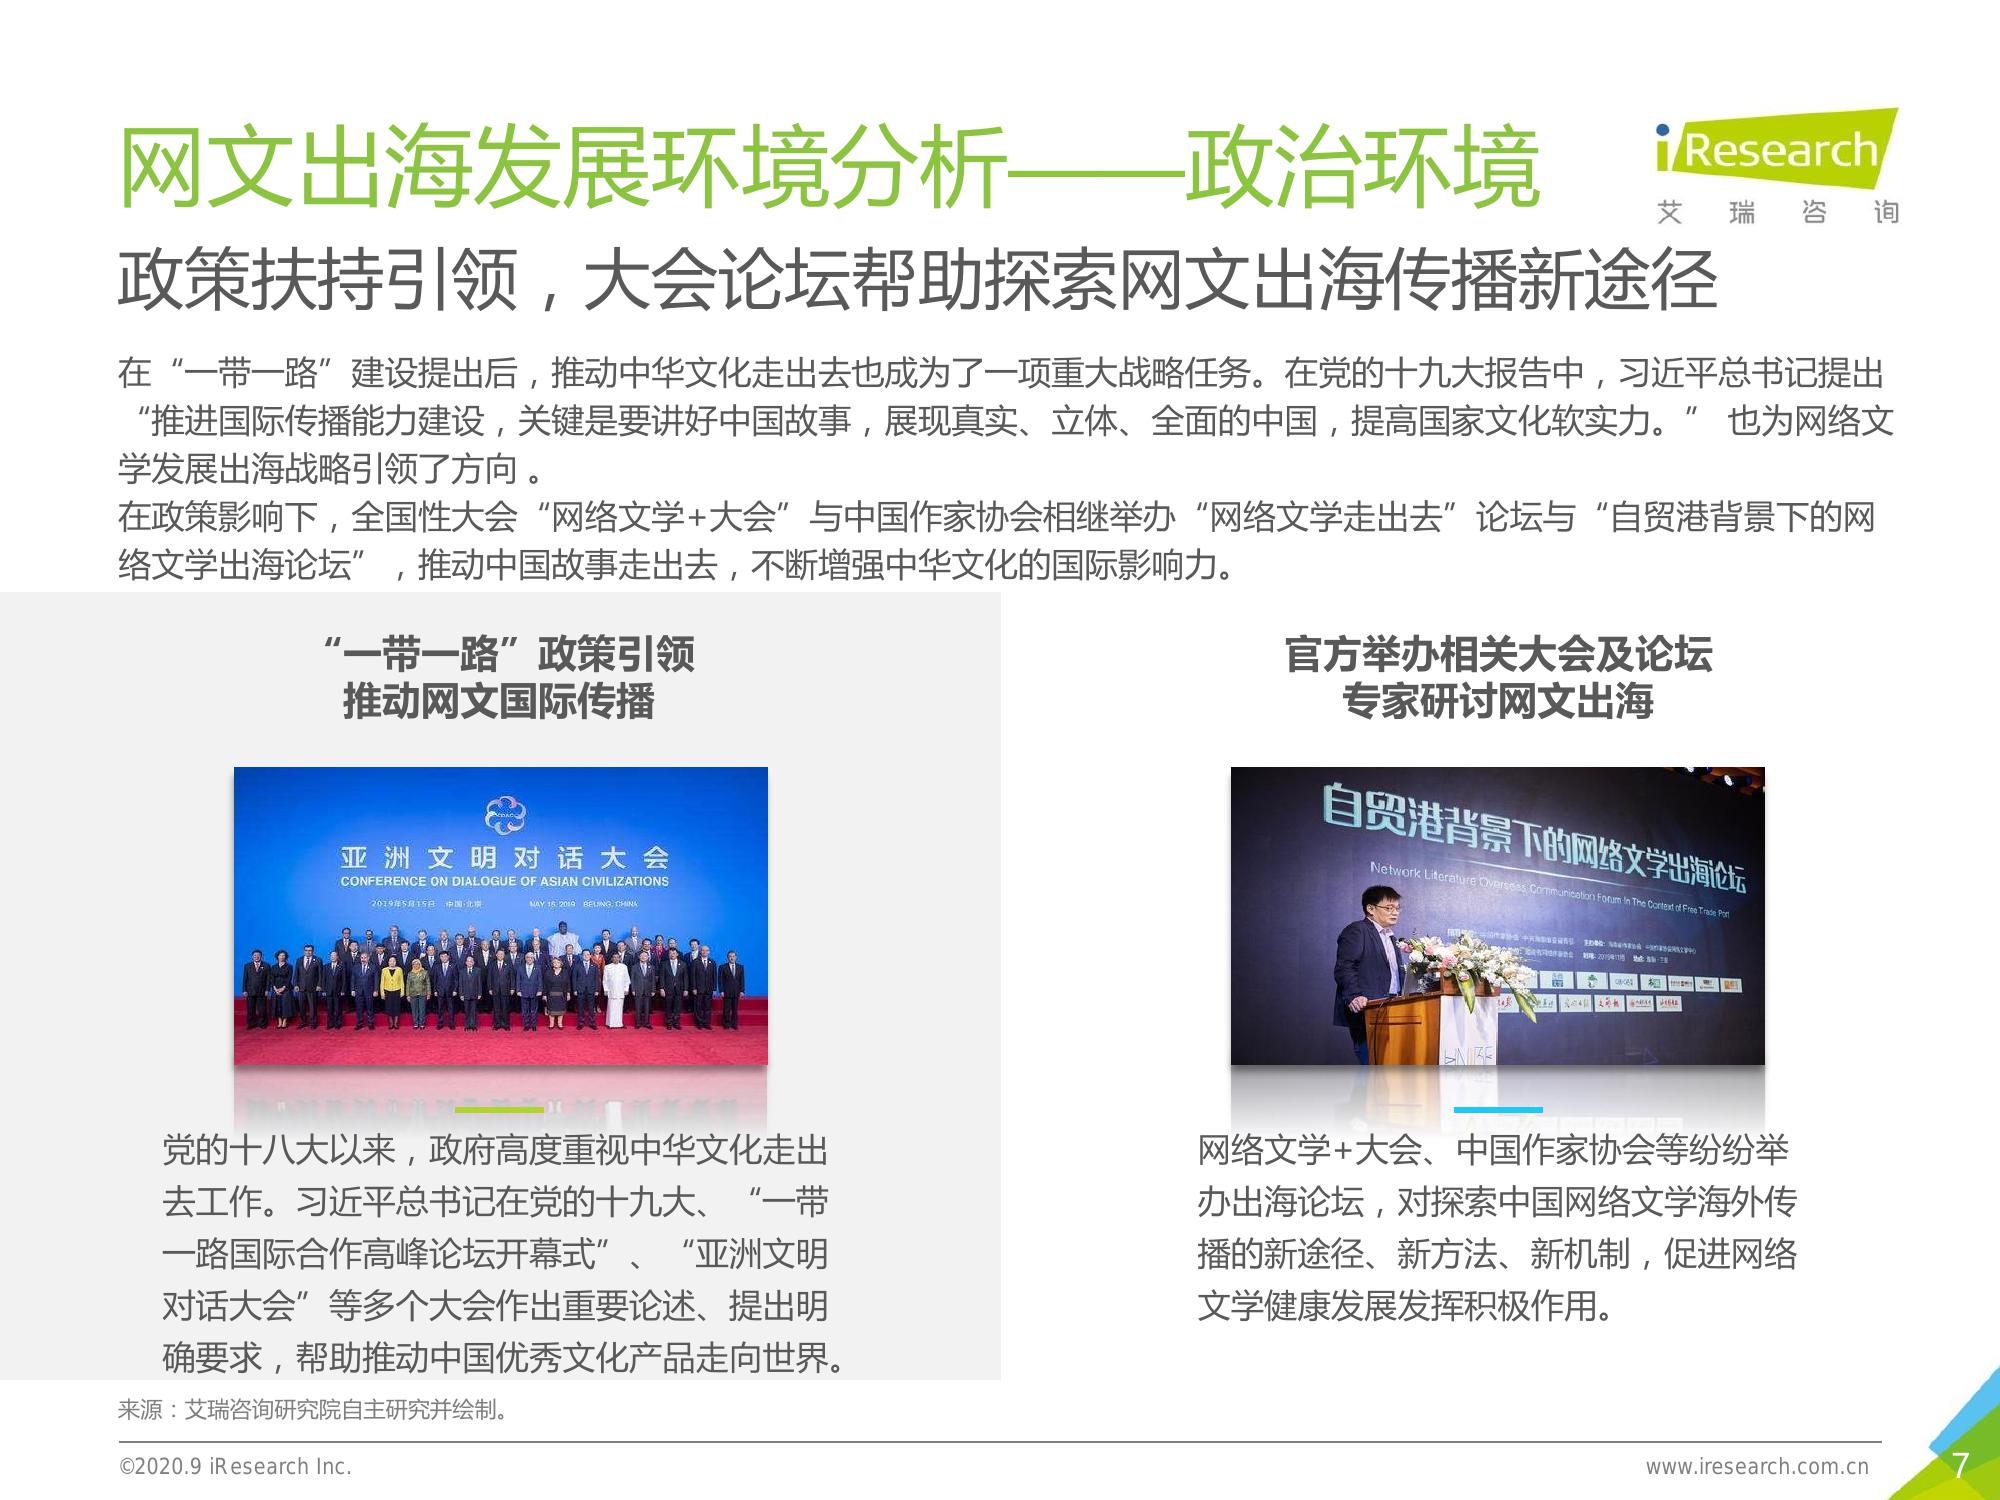 网文出海发展环境分析——政治环境
iResearch
艾瑞咨询
政策扶持引领，大会论坛帮助探索网文出海传播新途径
在“一带一路”建设提出后，推动中华文化走出去也成为了一项重大战略任务。在党的十九大报告中，习近平总书记提出
“推进国际传播能力建设，关键是要讲好中国故事，展现真实、立体、全面的中国，提高国家文化软实力。” 也为网络文
学发展出海战略引领了方向 。
在政策影响下，全国性大会“网络文学+大会”与中国作家协会相继举办“网络文学走出去”论坛与“自贸港背景下的网
络文学出海论坛” ，推动中国故事走出去，不断增强中华文化的国际影响力。
“一带一路”政策引领
推动网文国际传播
亚洲文明对话大会
CONFERENCE ON DIALOGUE OF ASIAN CIVILIZATIONS
2019年5月15日 中国·北京 MAY 15, 2019 BEIJING, CHINA
党的十八大以来，政府高度重视中华文化走出
去工作。习近平总书记在党的十九大、“一带
一路国际合作高峰论坛开幕式”、“亚洲文明
对话大会”等多个大会作出重要论述、提出明
确要求，帮助推动中国优秀文化产品走向世界。
官方举办相关大会及论坛
专家研讨网文出海
自贸港背景下的网络文学出海论坛
Network Literature Overseas Communication Forum In The Context of Free Trade Port
网络文学+大会、中国作家协会等纷纷举
办出海论坛，对探索中国网络文学海外传
播的新途径、新方法、新机制，促进网络
文学健康发展发挥积极作用。
来源：艾瑞咨询研究院自主研究并绘制。
©2020.9 iResearch Inc.
www.iresearch.com.cn
7